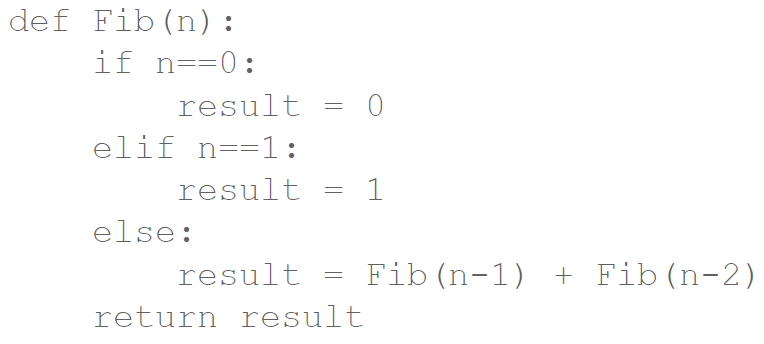 def Fib(n):
    if n==0:
        result = 0
    elif n==1:
        result = 1
    else:
        result = Fib(n-1) + Fib(n-2)
    return result